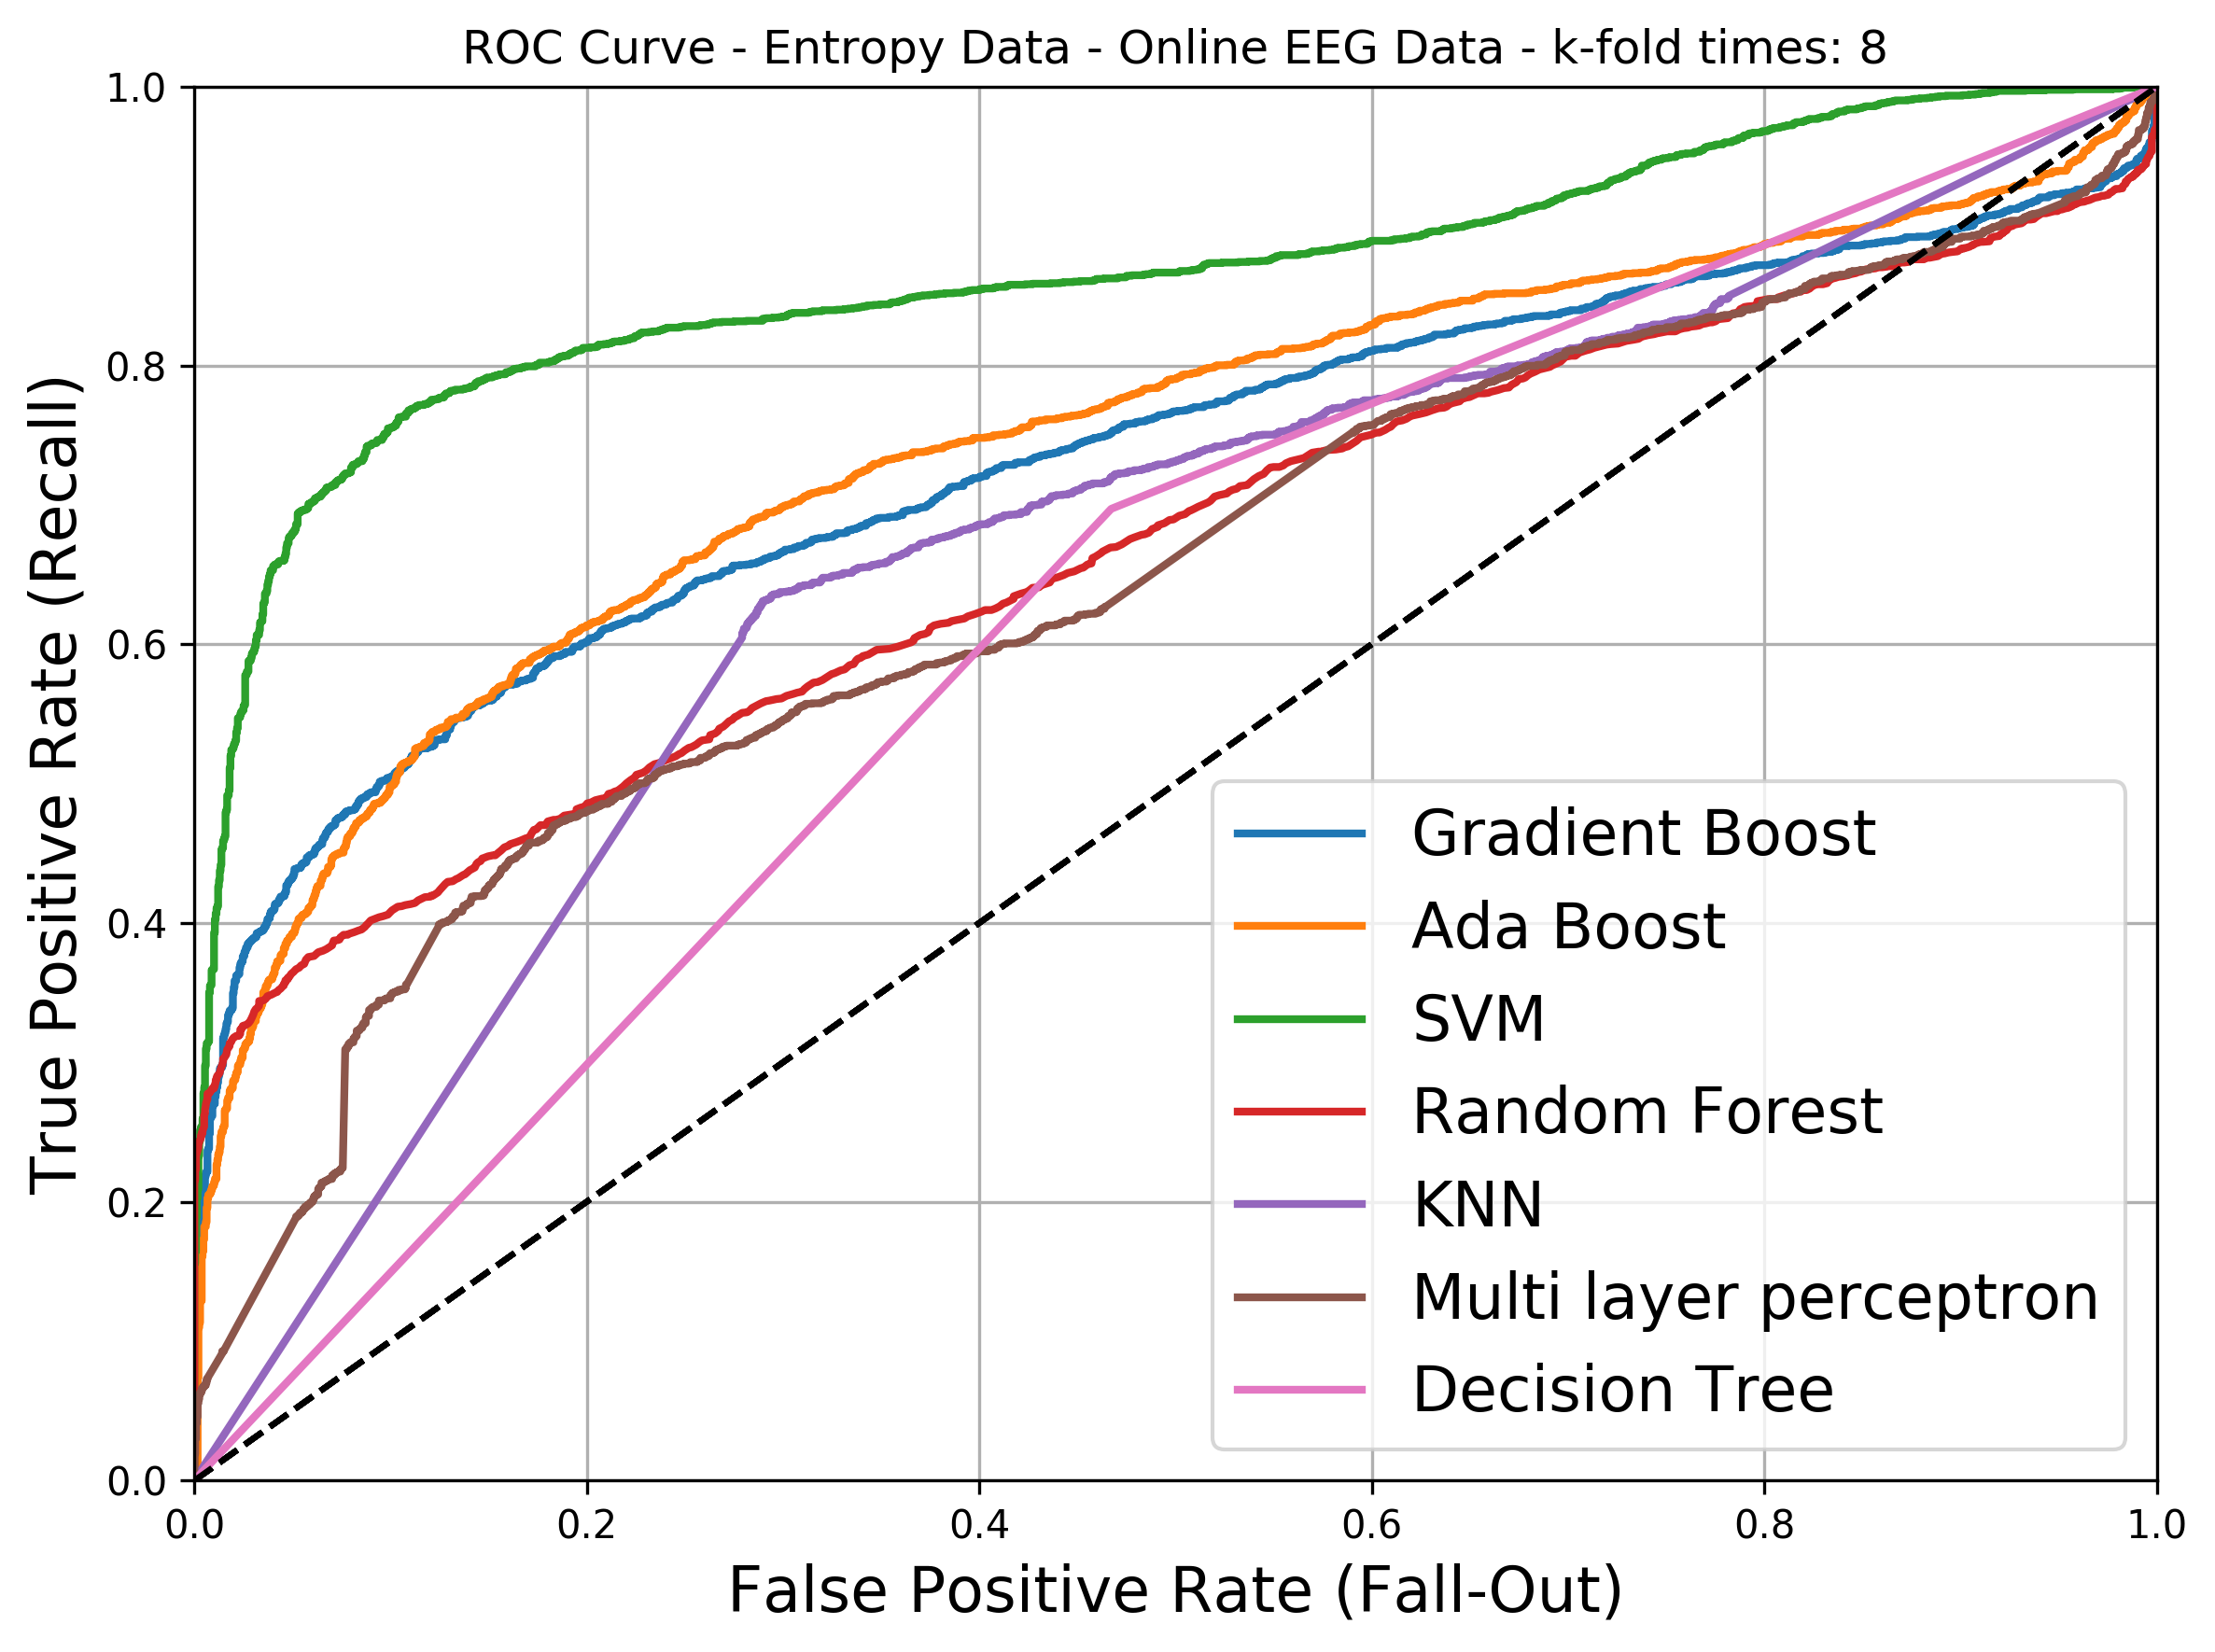 ROC Curve - Entropy Data - Online EEG Data - k-fold times: 8
True Positive Rate (Recall)
1.0
0.8
0.6
0.4
0.2
0.0
Gradient Boost
Ada Boost
SVM
Random Forest
KNN
Multi layer perceptron
Decision Tree
0.0 0.2 0.4 0.6 0.8 1.0
False Positive Rate (Fall-Out)